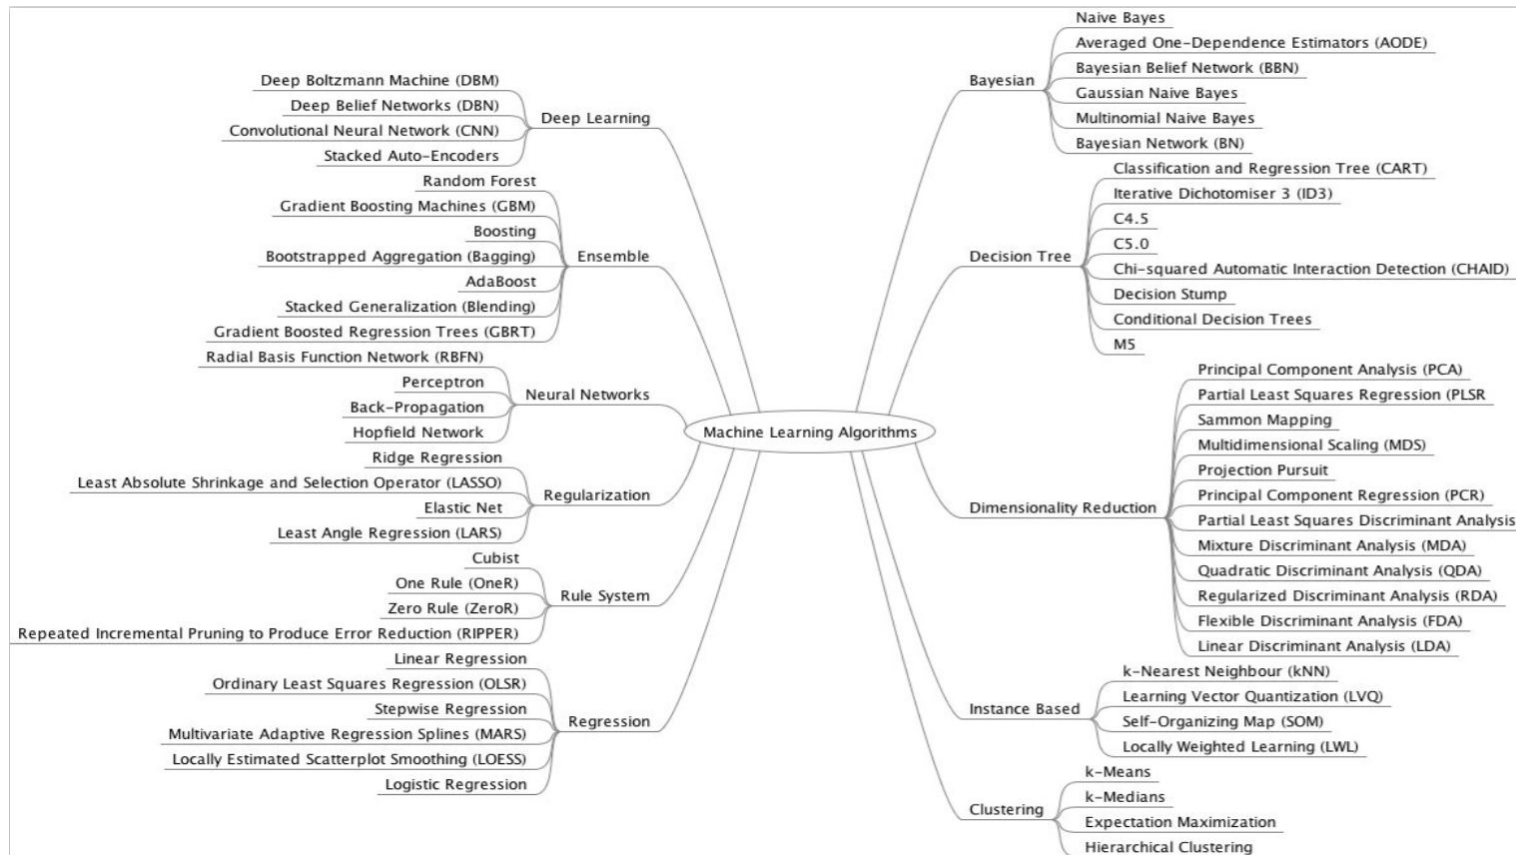 Machine Learning Algorithms
Deep Learning
Deep Boltzmann Machine (DBM)
Deep Belief Networks (DBN)
Convolutional Neural Network (CNN)
Stacked Auto-Encoders
Ensemble
Random Forest
Gradient Boosting Machines (GBM)
Boosting
Bootstrapped Aggregation (Bagging)
AdaBoost
Stacked Generalization (Blending)
Gradient Boosted Regression Trees (GBRT)
Neural Networks
Radial Basis Function Network (RBFN)
Perceptron
Back-Propagation
Hopfield Network
Regularization
Ridge Regression
Least Absolute Shrinkage and Selection Operator (LASSO)
Elastic Net
Least Angle Regression (LARS)
Rule System
Cubist
One Rule (OneR)
Zero Rule (ZeroR)
Repeated Incremental Pruning to Produce Error Reduction (RIPPER)
Regression
Linear Regression
Ordinary Least Squares Regression (OLSR)
Stepwise Regression
Multivariate Adaptive Regression Splines (MARS)
Locally Estimated Scatterplot Smoothing (LOESS)
Logistic Regression
Bayesian
Naive Bayes
Averaged One-Dependence Estimators (AODE)
Bayesian Belief Network (BBN)
Gaussian Naive Bayes
Multinomial Naive Bayes
Bayesian Network (BN)
Decision Tree
Classification and Regression Tree (CART)
Iterative Dichotomiser 3 (ID3)
C4.5
C5.0
Chi-squared Automatic Interaction Detection (CHAID)
Decision Stump
Conditional Decision Trees
M5
Dimensionality Reduction
Principal Component Analysis (PCA)
Partial Least Squares Regression (PLSR
Sammon Mapping
Multidimensional Scaling (MDS)
Projection Pursuit
Principal Component Regression (PCR)
Partial Least Squares Discriminant Analysis
Mixture Discriminant Analysis (MDA)
Quadratic Discriminant Analysis (QDA)
Regularized Discriminant Analysis (RDA)
Flexible Discriminant Analysis (FDA)
Linear Discriminant Analysis (LDA)
Instance Based
k-Nearest Neighbour (kNN)
Learning Vector Quantization (LVQ)
Self-Organizing Map (SOM)
Locally Weighted Learning (LWL)
Clustering
k-Means
k-Medians
Expectation Maximization
Hierarchical Clustering